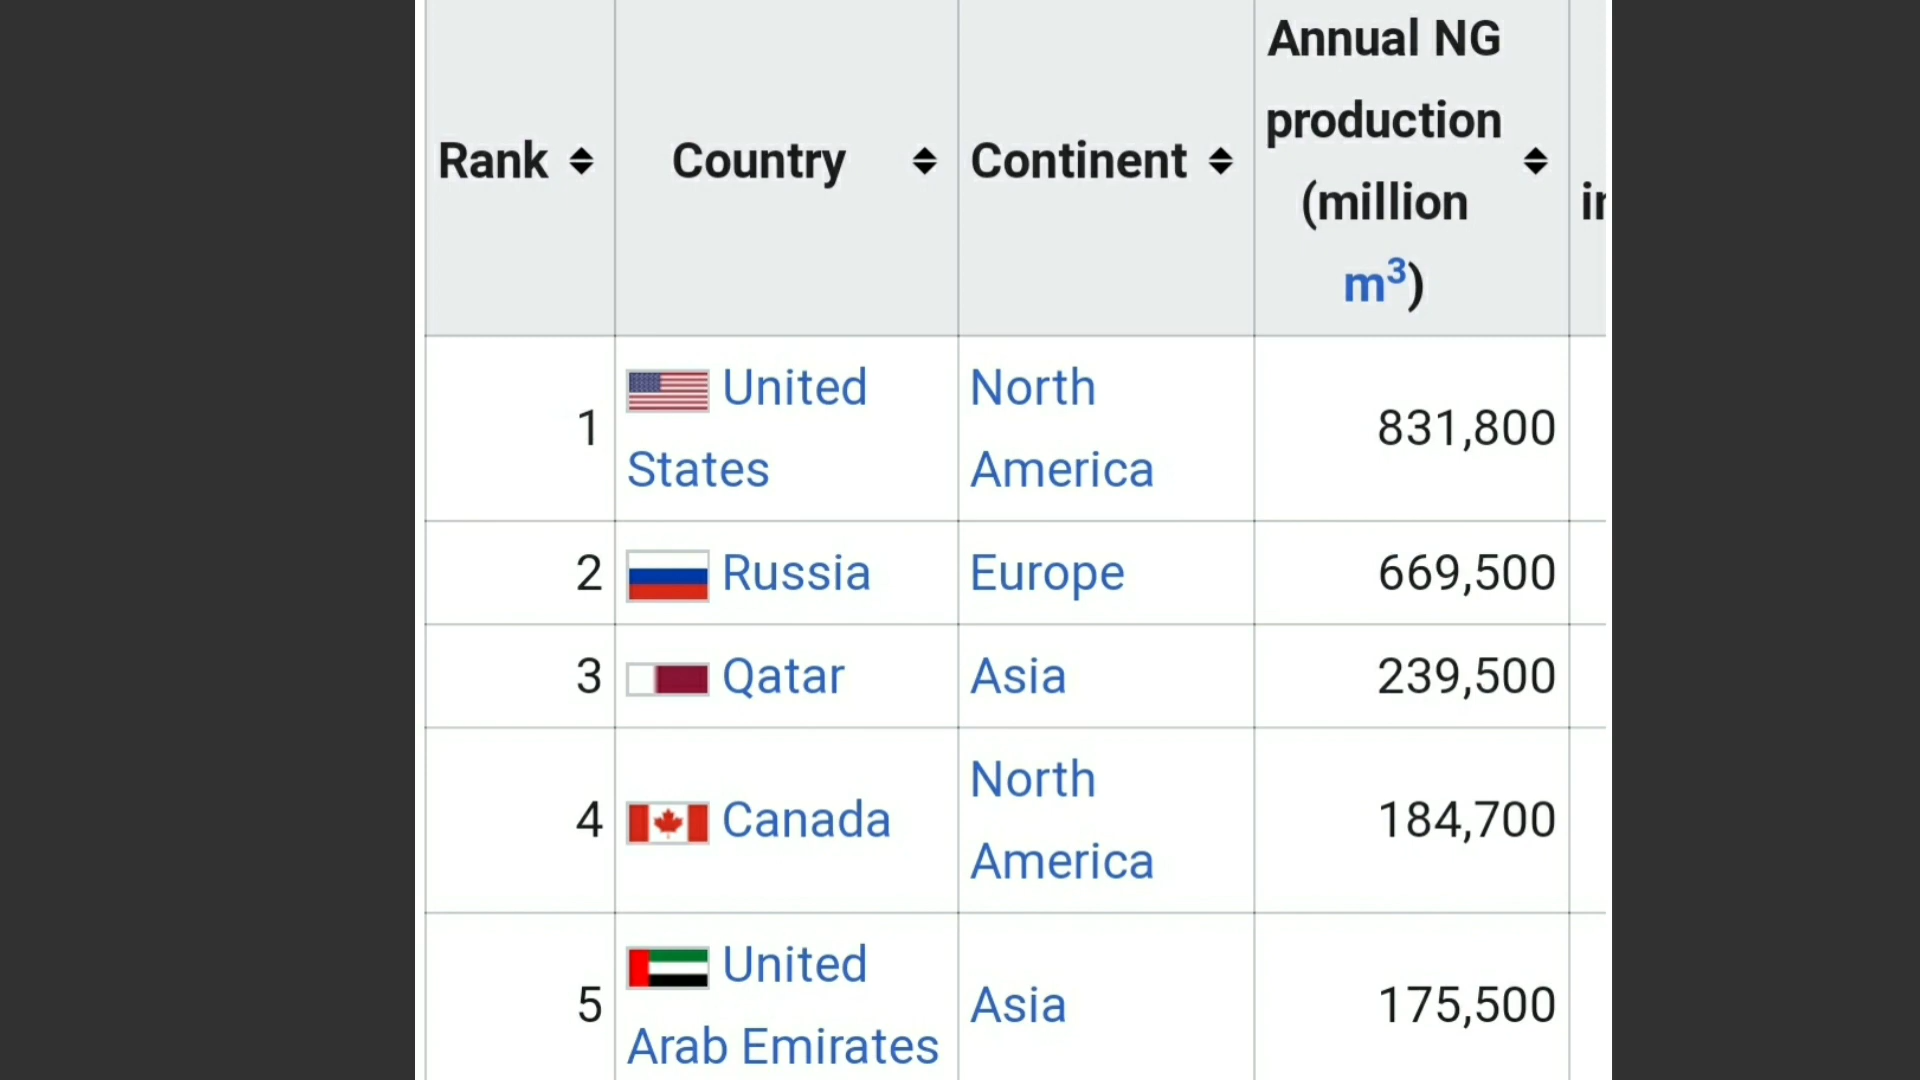 Annual NG
production
(million
m³)
Rank
Country
Continent
1
United
States
North
America
831,800
2
Russia
Europe
669,500
3
Qatar
Asia
239,500
4
Canada
North
America
184,700
5
United
Arab Emirates
Asia
175,500